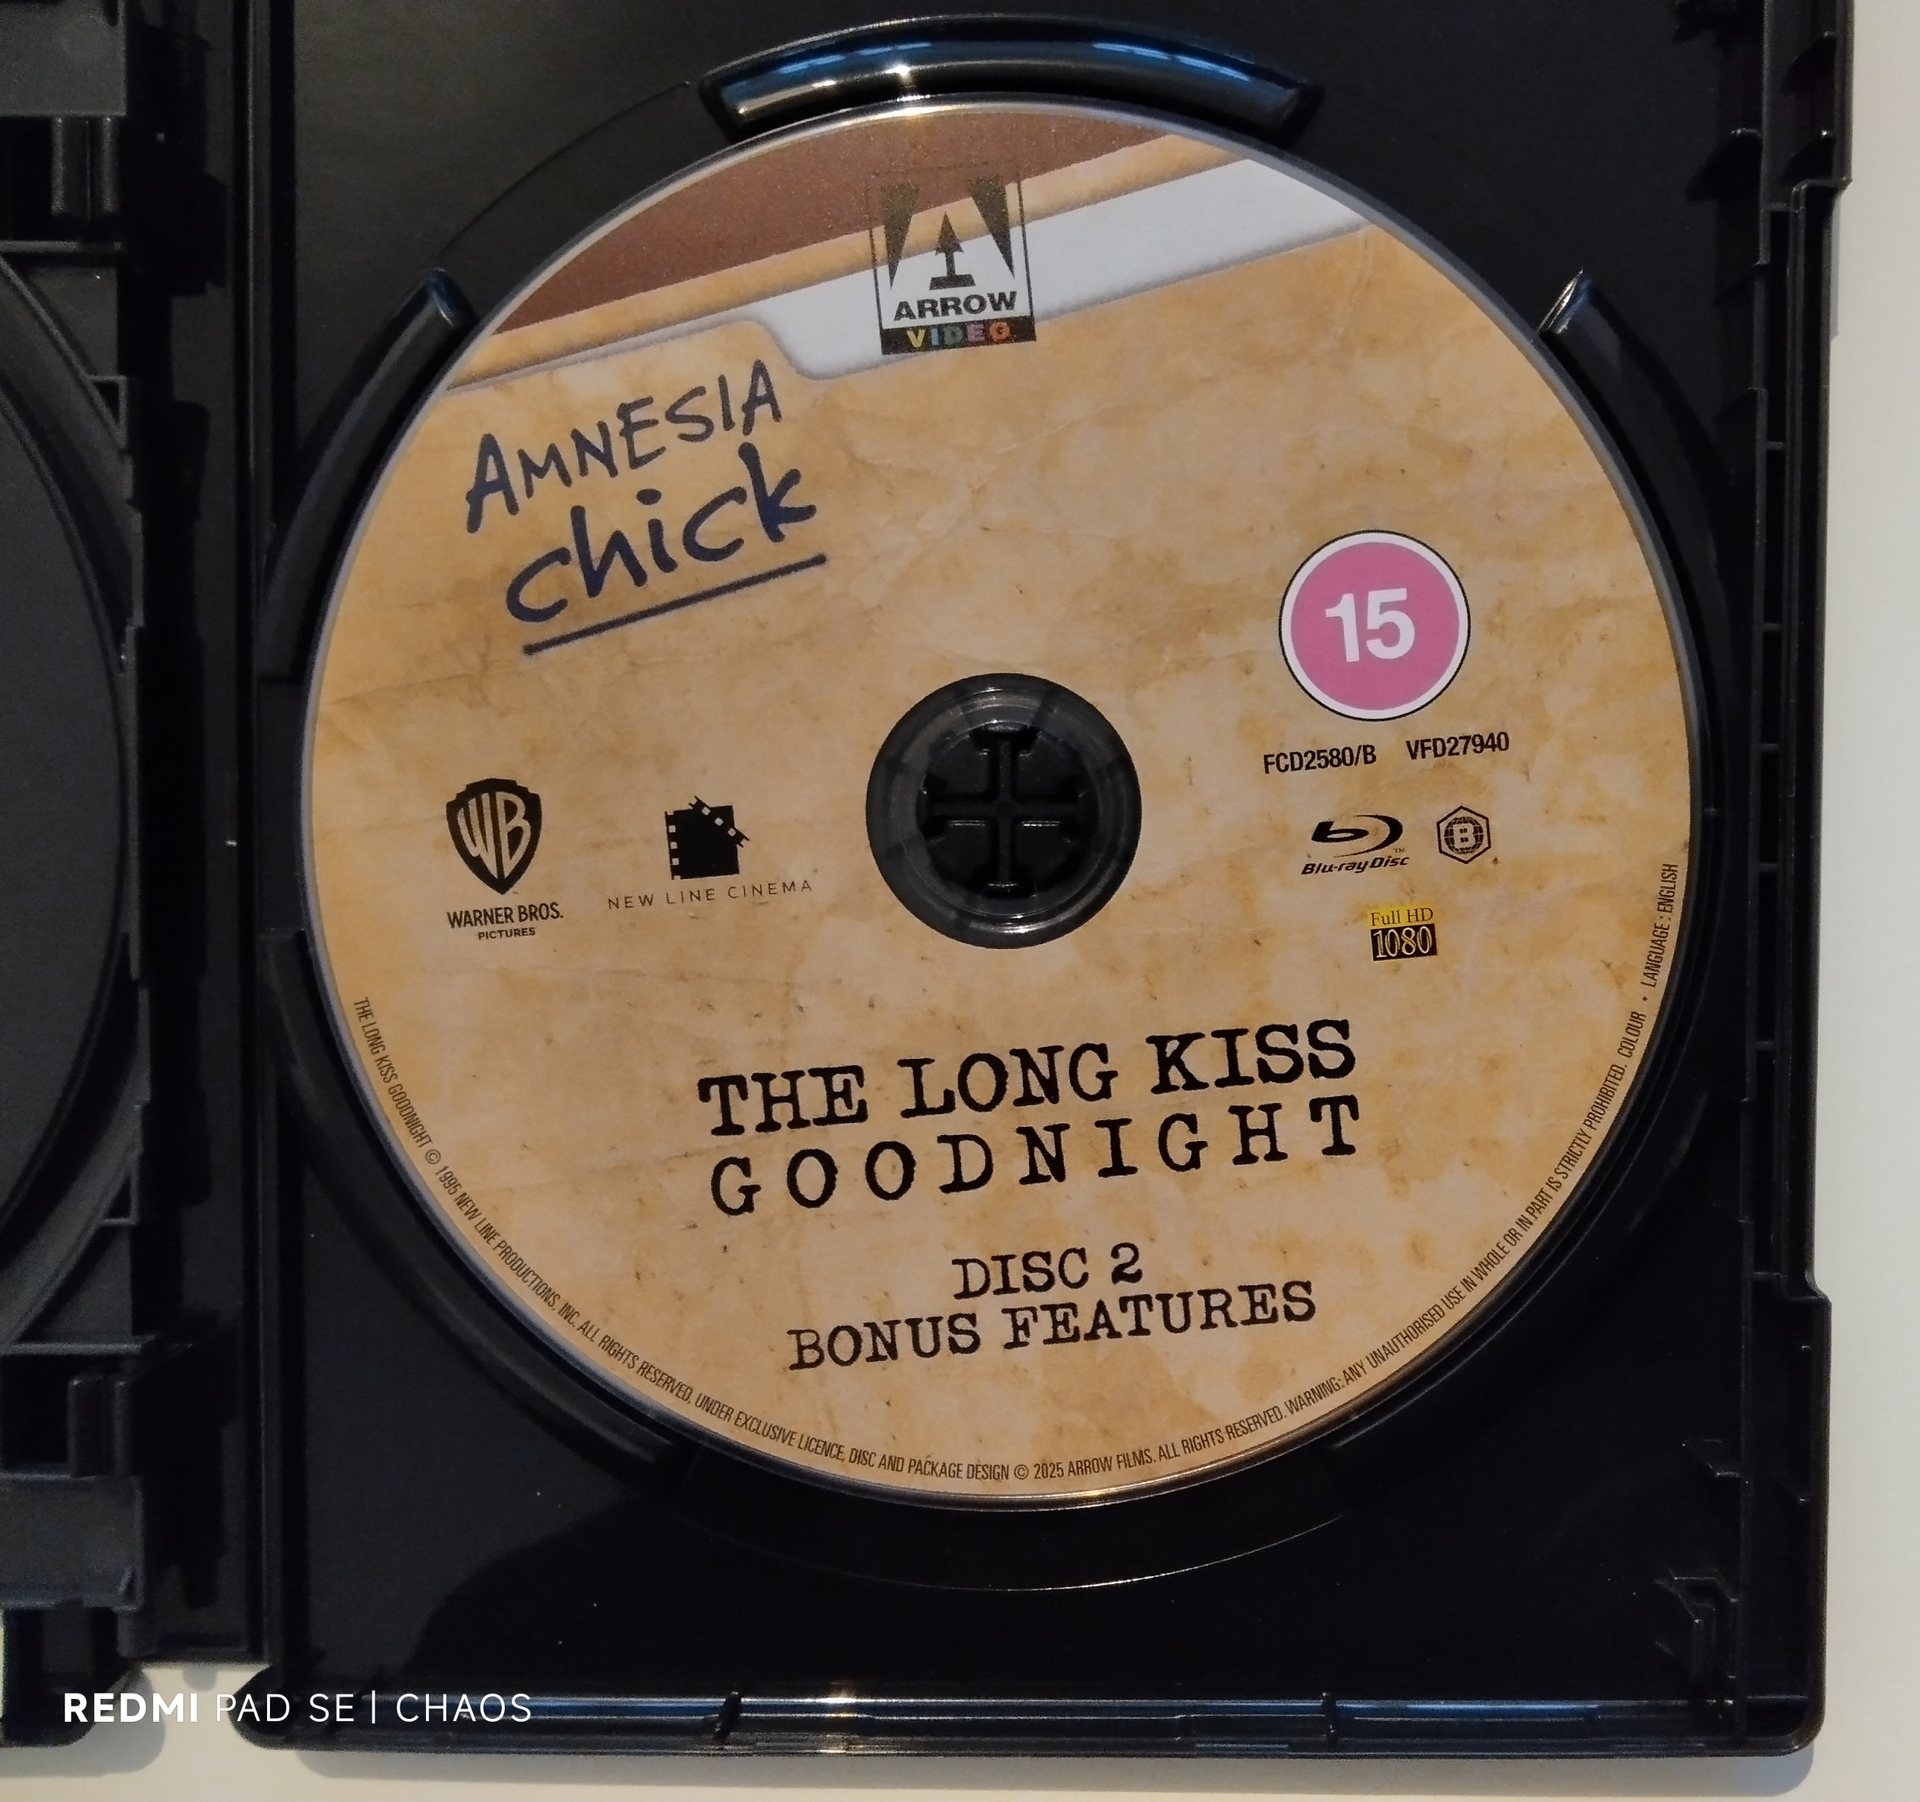 ARROW
VIDEO
AMNESIA
chick
15
FCD2580/B VFD27940
WB
WARNER BROS.
PICTURES
NEW LINE CINEMA
Blu-ray Disc™
B
Full HD
1080
THE LONG KISS
GOODNIGHT
DISC 2
BONUS FEATURES
THE LONG KISS GOODNIGHT © 1995 NEW LINE PRODUCTIONS, INC. ALL RIGHTS RESERVED. UNDER EXCLUSIVE LICENCE, DISC AND PACKAGE DESIGN © 2025 ARROW FILMS. ALL RIGHTS RESERVED. WARNING: ANY UNAUTHORISED USE IN WHOLE OR IN PART IS STRICTLY PROHIBITED. COLOUR • LANGUAGE : ENGLISH
REDMI PAD SE | CHAOS